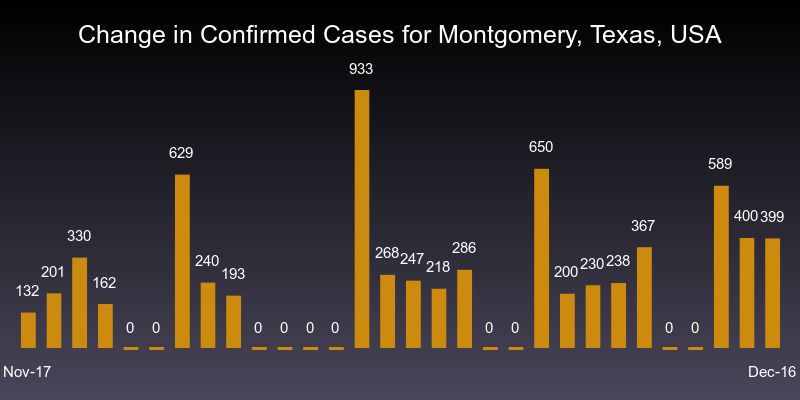 Change in Confirmed Cases for Montgomery, Texas, USA
132 201 330 162 0 0 629 240 193 0 0 0 0 933 268 247 218 286 0 0 650 200 230 238 367 0 0 589 400 399
Nov-17 Dec-16